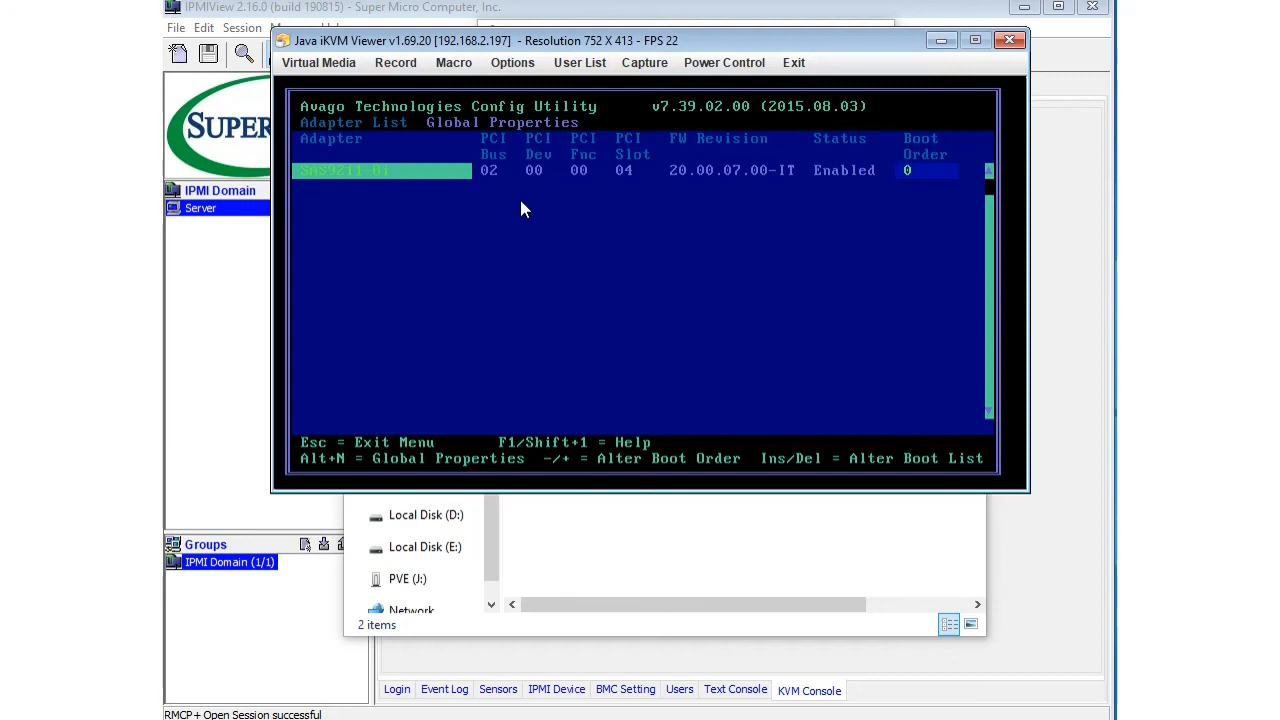 IPMIView 2.16.0 (build 190815) - Super Micro Computer, Inc.
File Edit Session
Java iKVM Viewer v1.69.20 [192.168.2.197] - Resolution 752 X 413 - FPS 22
Virtual Media Record Macro Options User List Capture Power Control Exit
Avago Technologies Config Utility v7.39.02.00 (2015.08.03)
Adapter List Global Properties
Adapter PCI PCI PCI PCI FW Revision Status Boot
Bus Dev Fnc Slot Order
SAS9211-8i 02 00 00 04 20.00.07.00-IT Enabled 0
Esc = Exit Menu F1/Shift+1 = Help
Alt+N = Global Properties -/+ = Alter Boot Order Ins/Del = Alter Boot List
SUPER
IPMI Domain
Server
Groups
IPMI Domain (1/1)
Local Disk (D:)
Local Disk (E:)
PVE (J:)
Network
2 items
Login Event Log Sensors IPMI Device BMC Setting Users Text Console KVM Console
RMCP+ Open Session successful